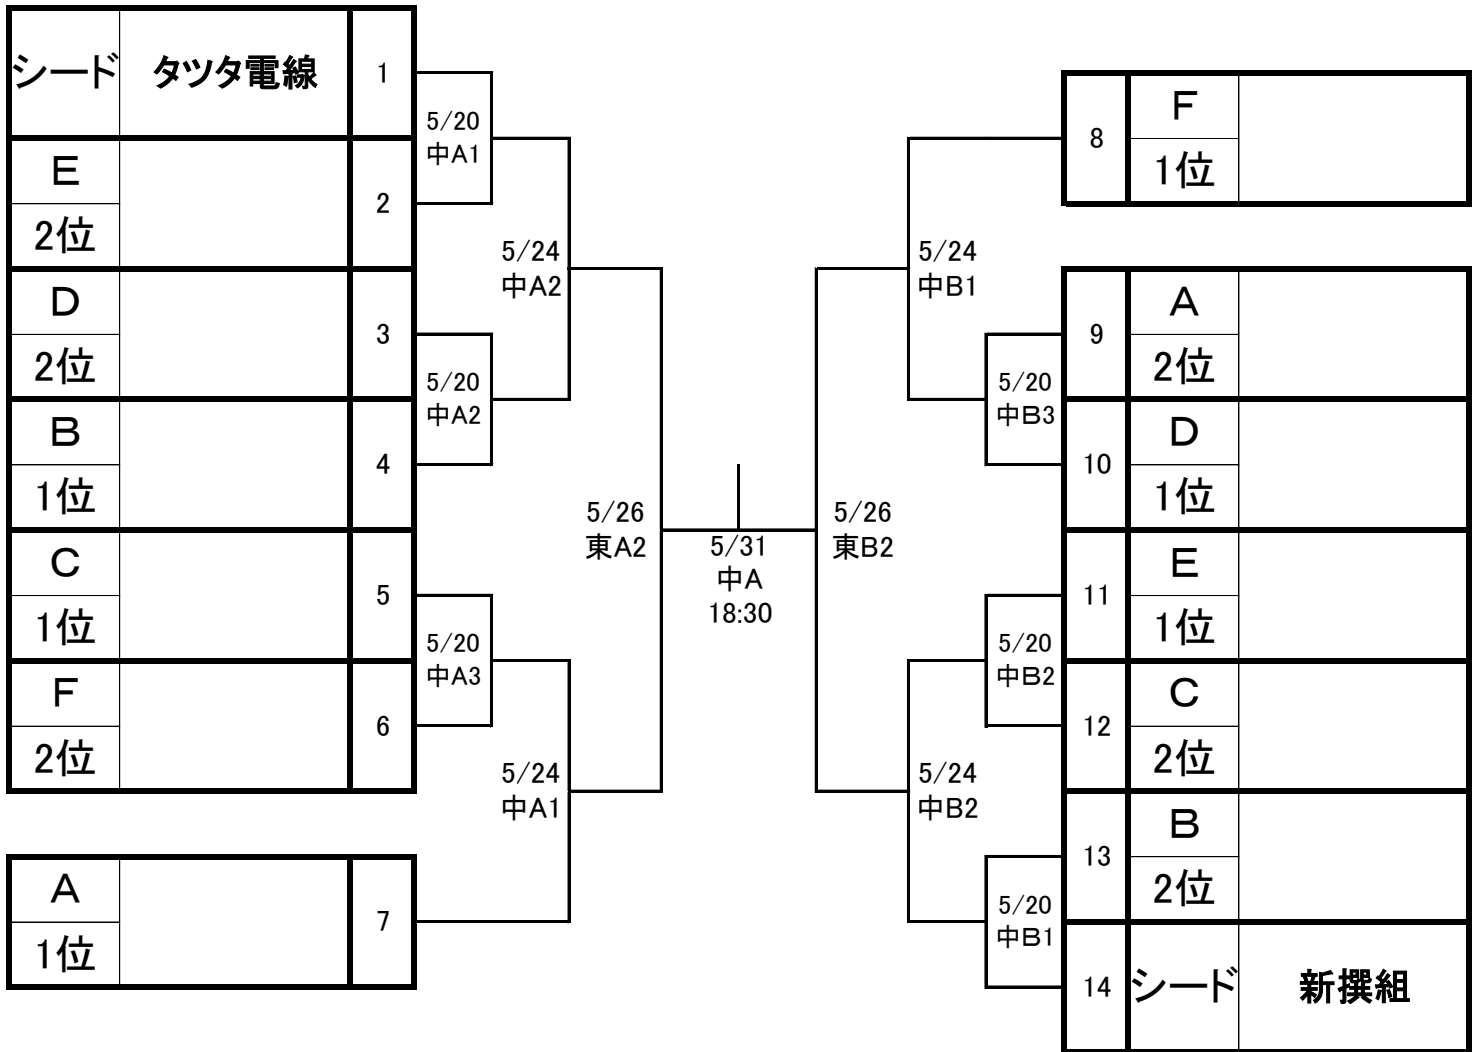 シード タツタ電線 1
E
2位
2
D
2位
3
B
1位
4
C
1位
5
F
2位
6
A
1位
7
5/20
中A1
5/20
中A2
5/20
中A3
5/24
中A2
5/24
中A1
5/26
東A2
5/31
中A
18:30
5/26
東B2
5/24
中B1
5/24
中B2
5/20
中B3
5/20
中B2
5/20
中B1
8
F
1位
9
A
2位
10
D
1位
11
E
1位
12
C
2位
13
B
2位
14 シード 新撰組